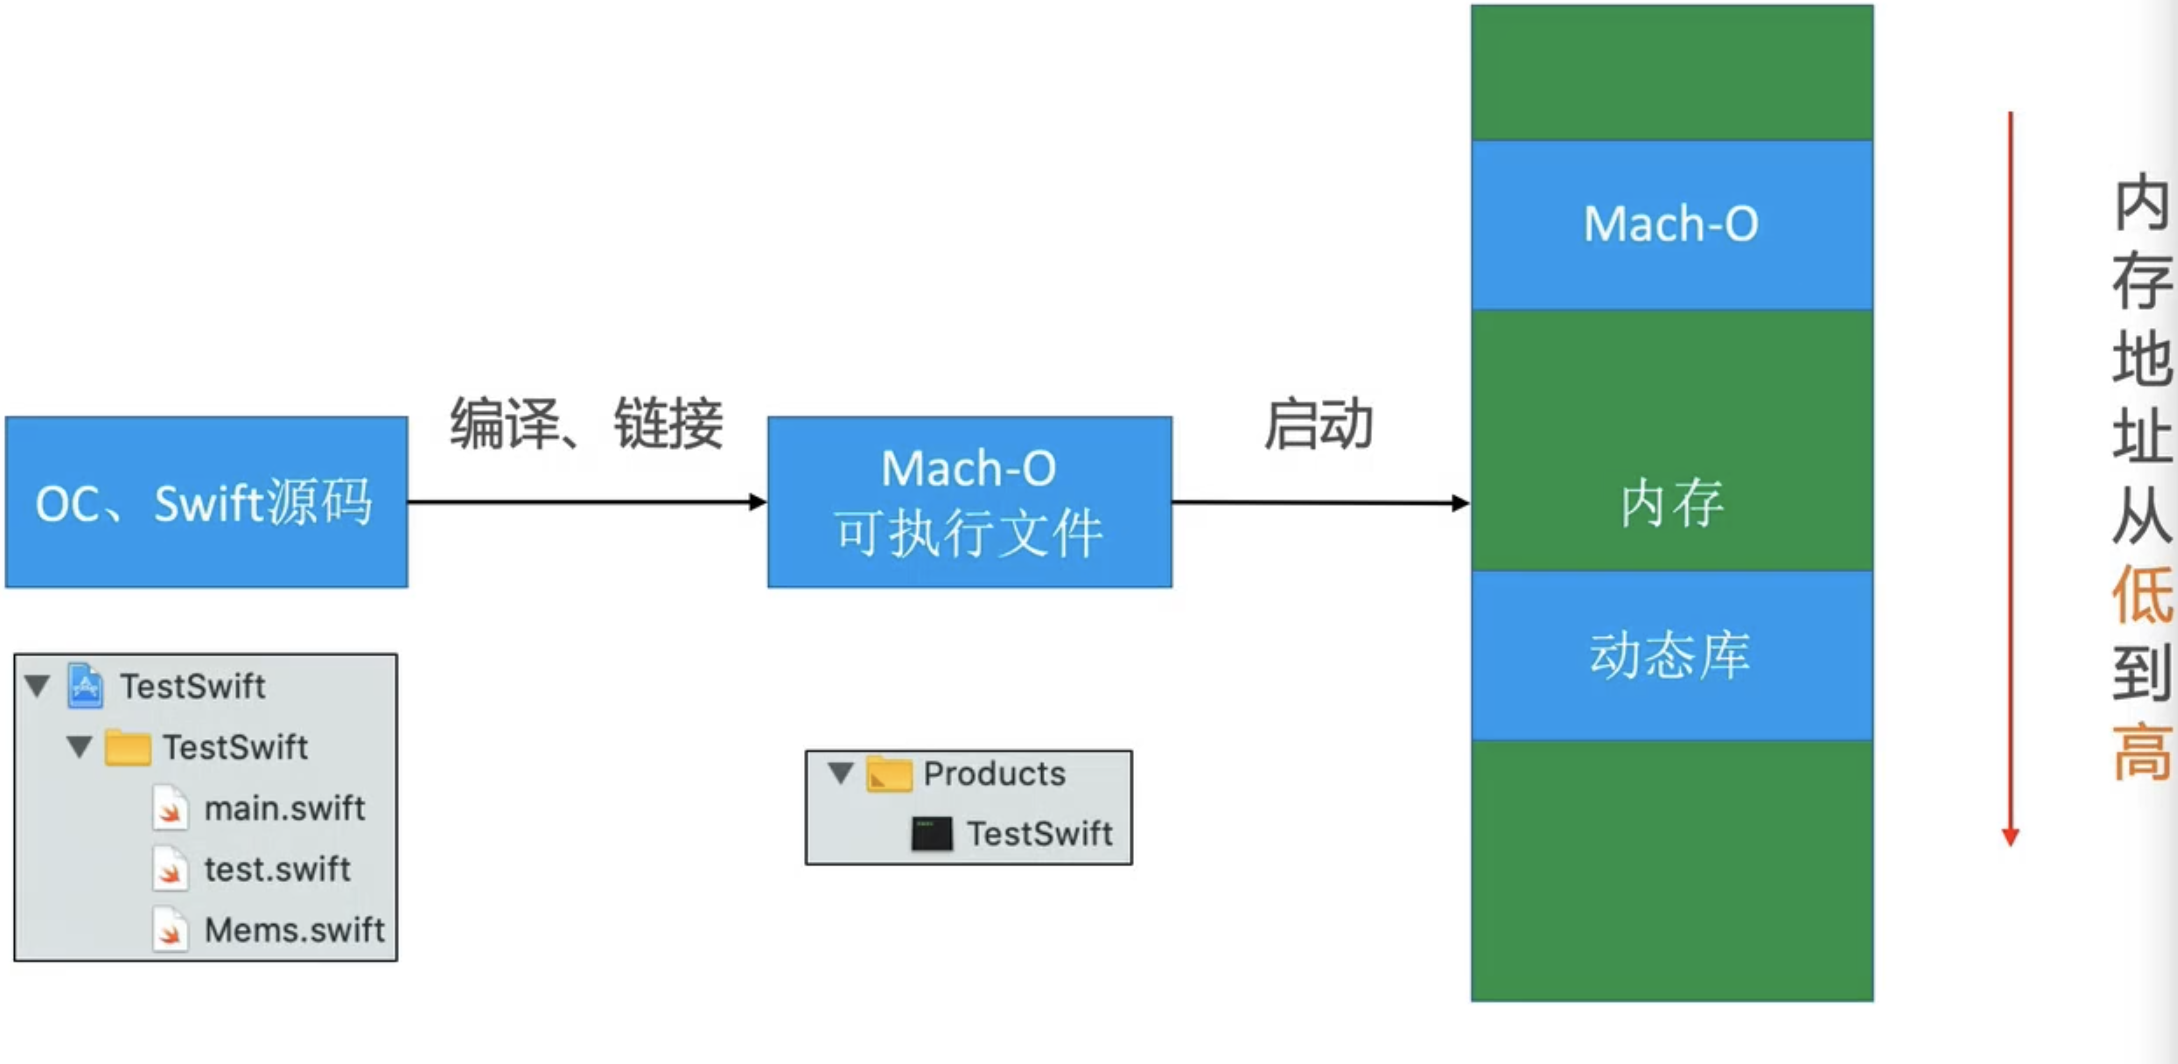 OC、Swift源码
编译、链接
Mach-O
可执行文件
启动
Mach-O
内存
动态库
内存地址从低到高
TestSwift
TestSwift
main.swift
test.swift
Mems.swift
Products
TestSwift